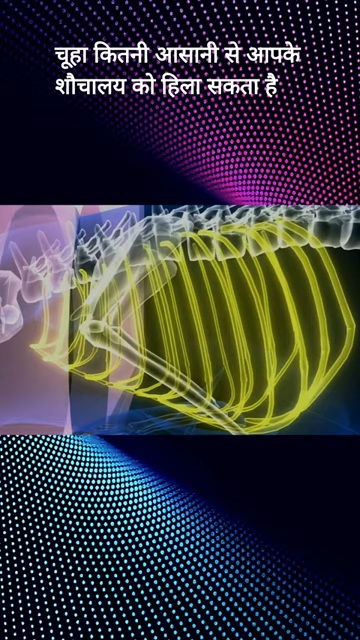 चूहा कितनी आसानी से आपके
शौचालय को हिला सकता है